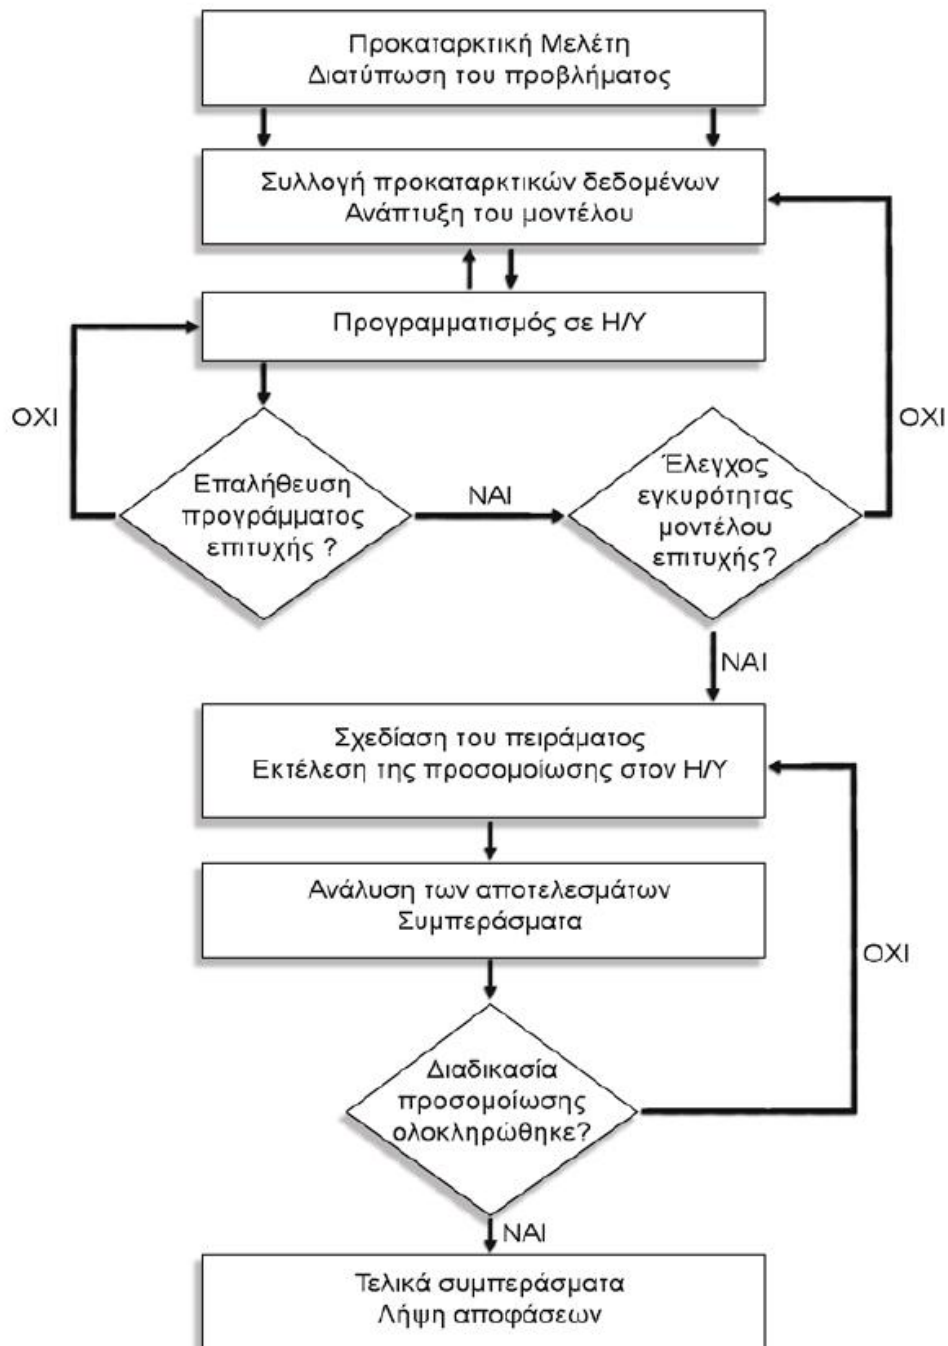 Προκαταρκτική Μελέτη
Διατύπωση του προβλήματος
Συλλογή προκαταρκτικών δεδομένων
Ανάπτυξη του μοντέλου
Προγραμματισμός σε Η/Υ
ΟΧΙ
ΟΧΙ
Επαλήθευση
προγράμματος
επιτυχής ?
ΝΑΙ
Έλεγχος
εγκυρότητας
μοντέλου
επιτυχής?
ΝΑΙ
Σχεδίαση του πειράματος
Εκτέλεση της προσομοίωσης στον Η/Υ
Ανάλυση των αποτελεσμάτων
Συμπεράσματα
ΟΧΙ
Διαδικασία
προσομοίωσης
ολοκληρώθηκε?
ΝΑΙ
Τελικά συμπεράσματα
Λήψη αποφάσεων